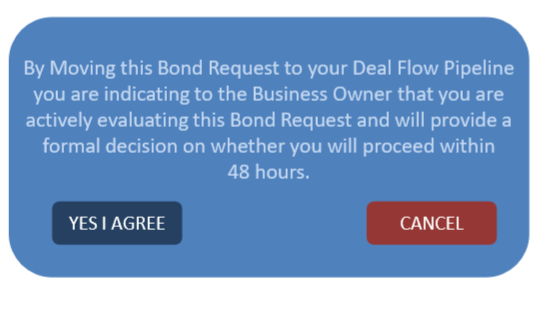 By Moving this Bond Request to your Deal Flow Pipeline
you are indicating to the Business Owner that you are
actively evaluating this Bond Request and will provide a
formal decision on whether you will proceed within
48 hours.
YES I AGREE
CANCEL